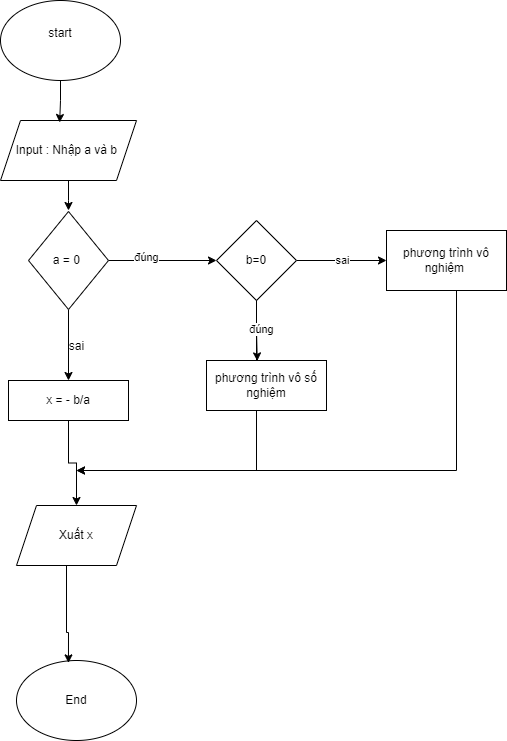 start
Input : Nhập a và b
a = 0
đúng
b=0
sai
phương trình vô
nghiệm
đúng
sai
phương trình vô số
nghiệm
x = - b/a
Xuất x
End